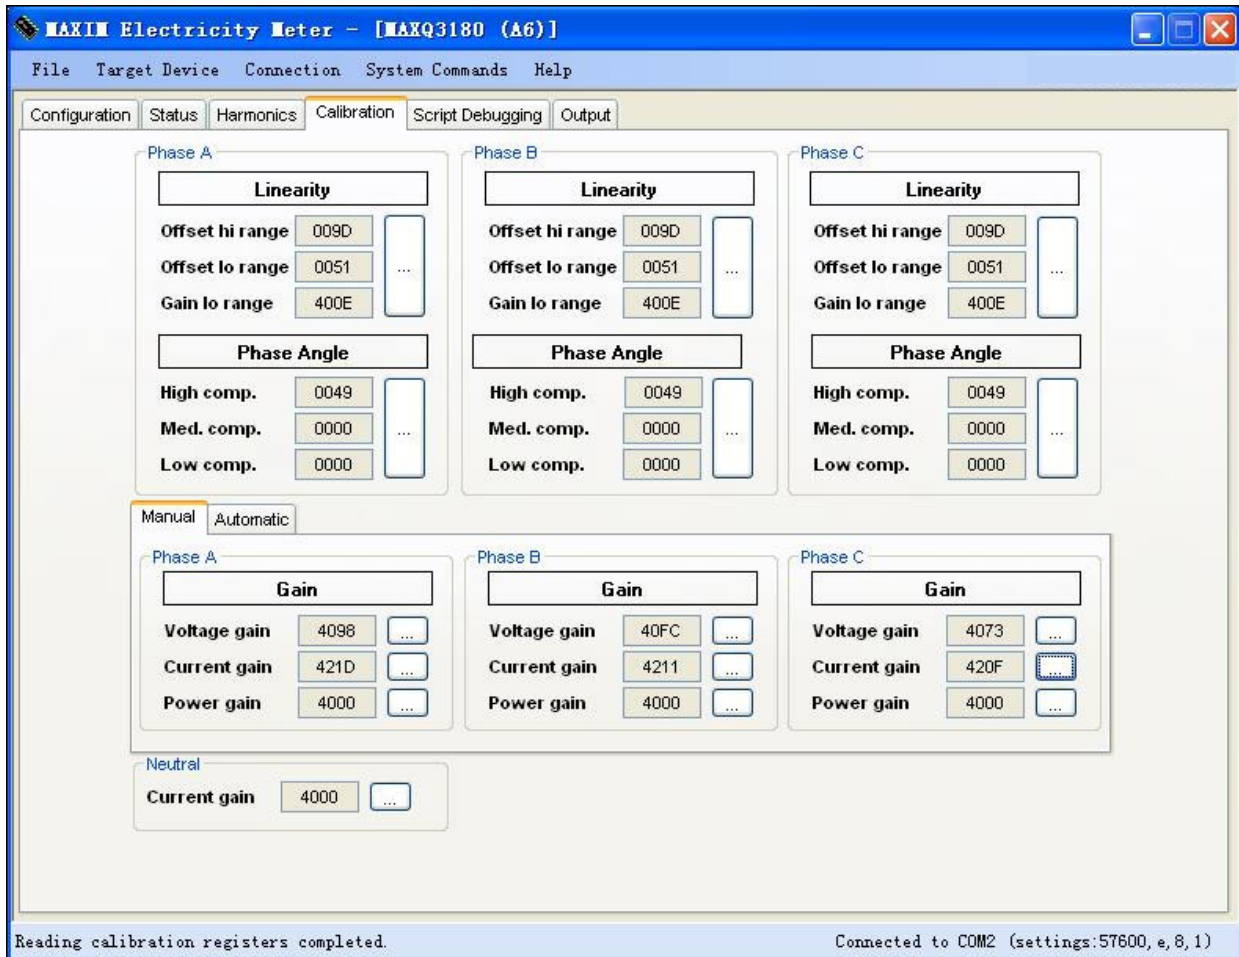 MAXIM Electricity Meter - [MAXQ3180 (A6)]
File Target Device Connection System Commands Help
Configuration Status Harmonics Calibration Script Debugging Output
Phase A
Linearity
Offset hi range 009D ...
Offset lo range 0051
Gain lo range 400E
Phase Angle
High comp. 0049 ...
Med. comp. 0000
Low comp. 0000
Phase B
Linearity
Offset hi range 009D ...
Offset lo range 0051
Gain lo range 400E
Phase Angle
High comp. 0049 ...
Med. comp. 0000
Low comp. 0000
Phase C
Linearity
Offset hi range 009D ...
Offset lo range 0051
Gain lo range 400E
Phase Angle
High comp. 0049 ...
Med. comp. 0000
Low comp. 0000
Manual Automatic
Phase A
Gain
Voltage gain 4098 ...
Current gain 421D ...
Power gain 4000 ...
Phase B
Gain
Voltage gain 40FC ...
Current gain 4211 ...
Power gain 4000 ...
Phase C
Gain
Voltage gain 4073 ...
Current gain 420F ...
Power gain 4000 ...
Neutral
Current gain 4000 ...
Reading calibration registers completed.
Connected to COM2 (settings:57600,e,8,1)